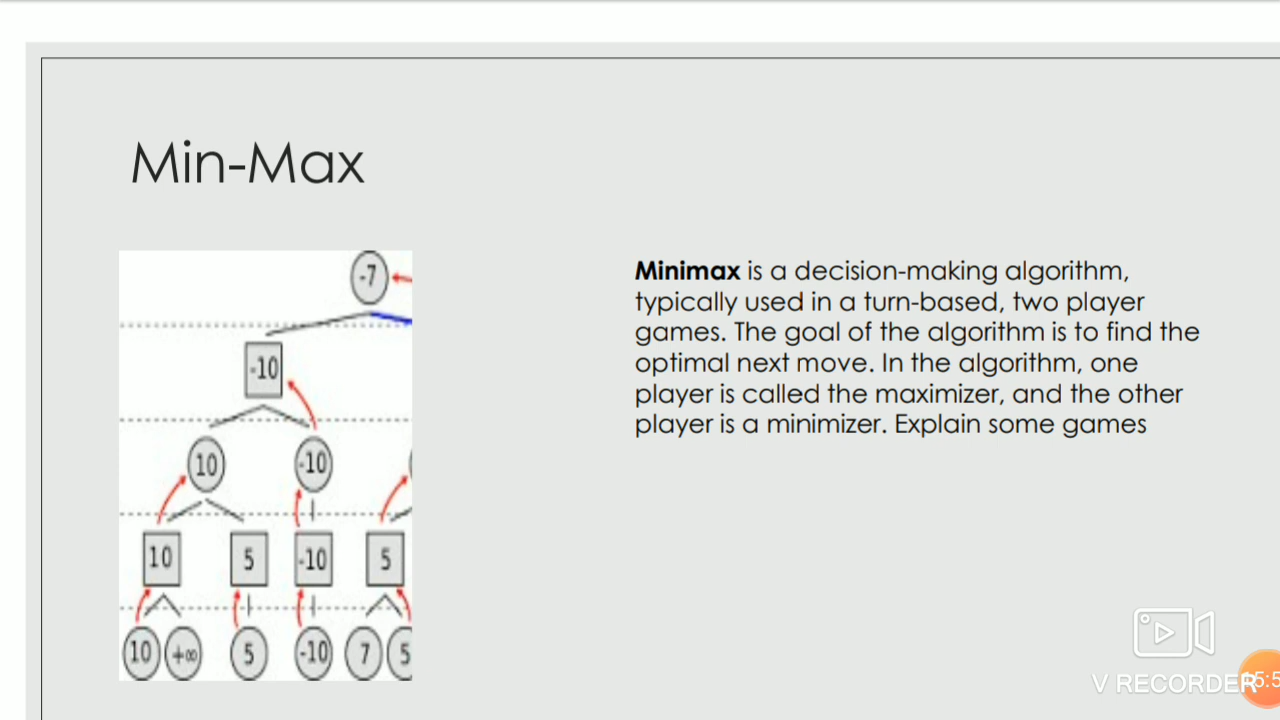 Min-Max
-7
-10
10 -10
10 5 -10 5
10 +∞ 5 -10 7 5
Minimax is a decision-making algorithm,
typically used in a turn-based, two player
games. The goal of the algorithm is to find the
optimal next move. In the algorithm, one
player is called the maximizer, and the other
player is a minimizer. Explain some games
V RECORDER